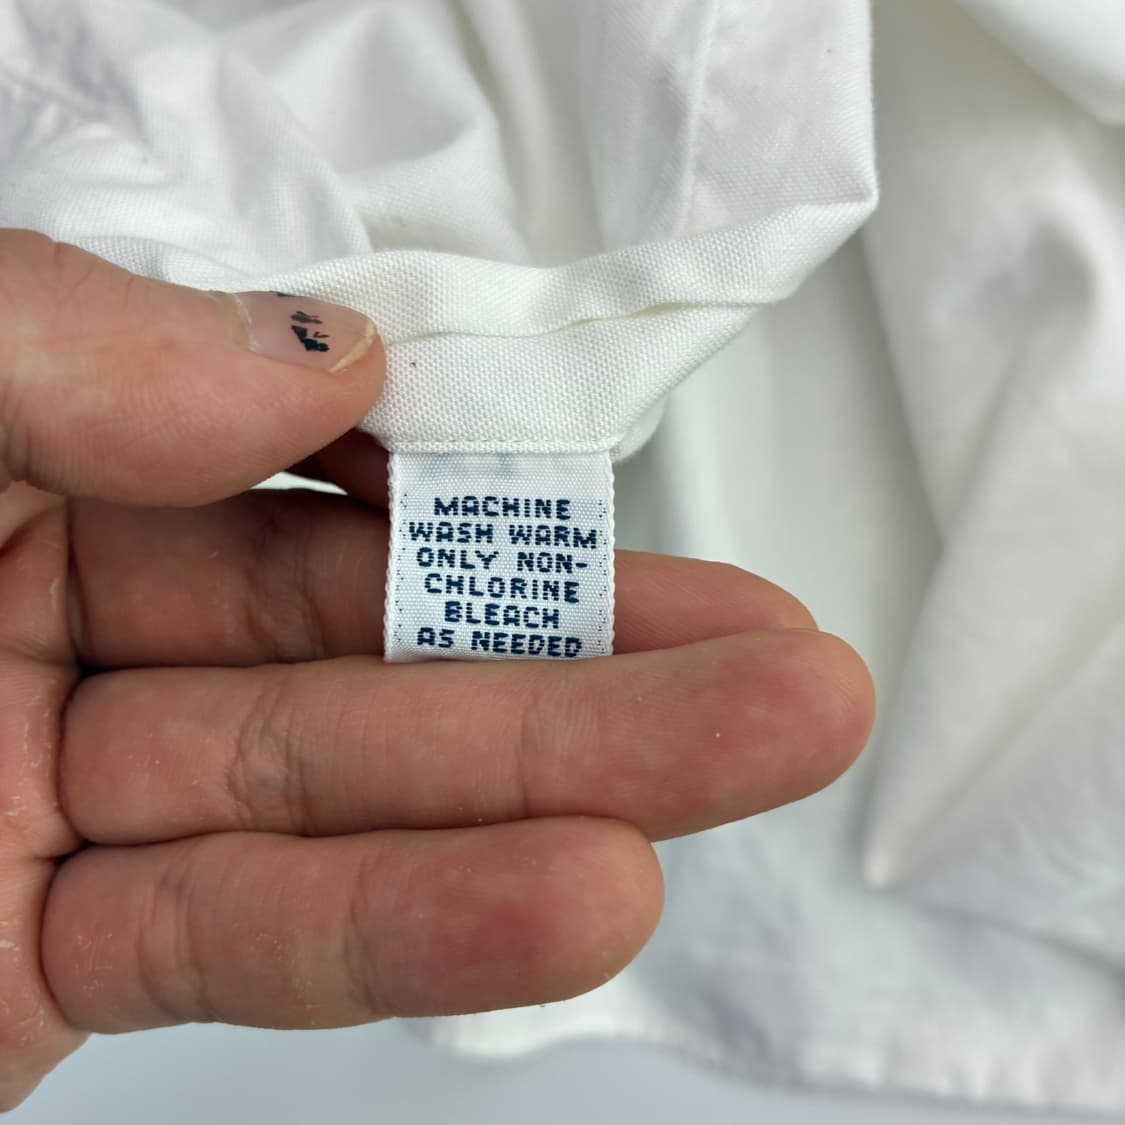 MACHINE
WASH WARM
ONLY NON-
CHLORINE
BLEACH
AS NEEDED